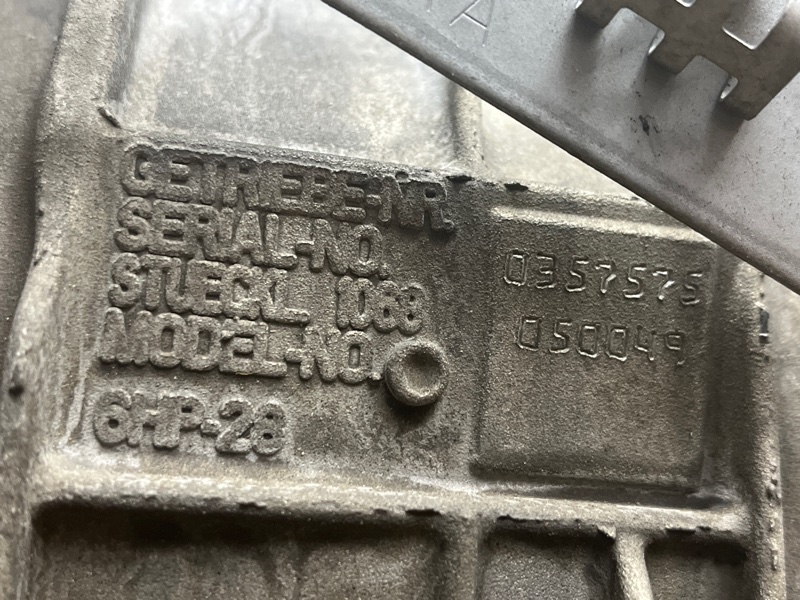 GETRIEBE-NR.
SERIAL-NO.
STUECKL. 1068
MODEL-NO.
6HP-28
0357575
050049